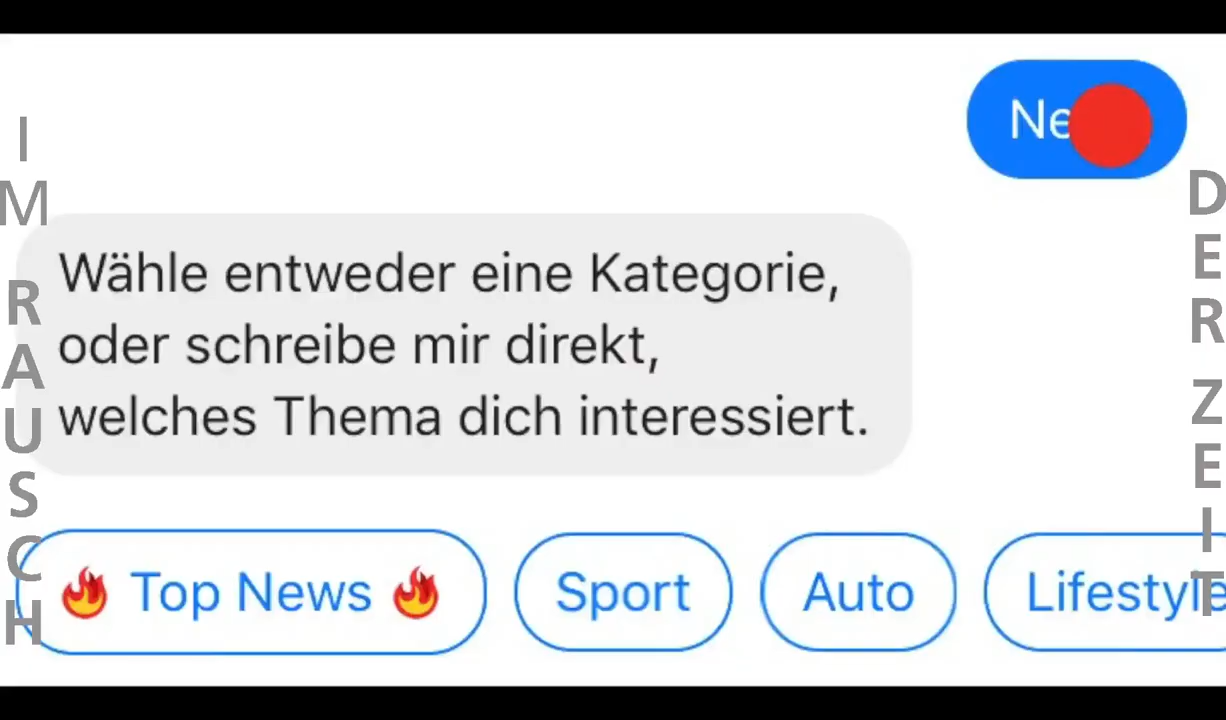 Wähle entweder eine Kategorie,
oder schreibe mir direkt,
welches Thema dich interessiert.
🔥 Top News 🔥
Sport
Auto
Lifestyle
IM RAUSCH
DER ZEIT